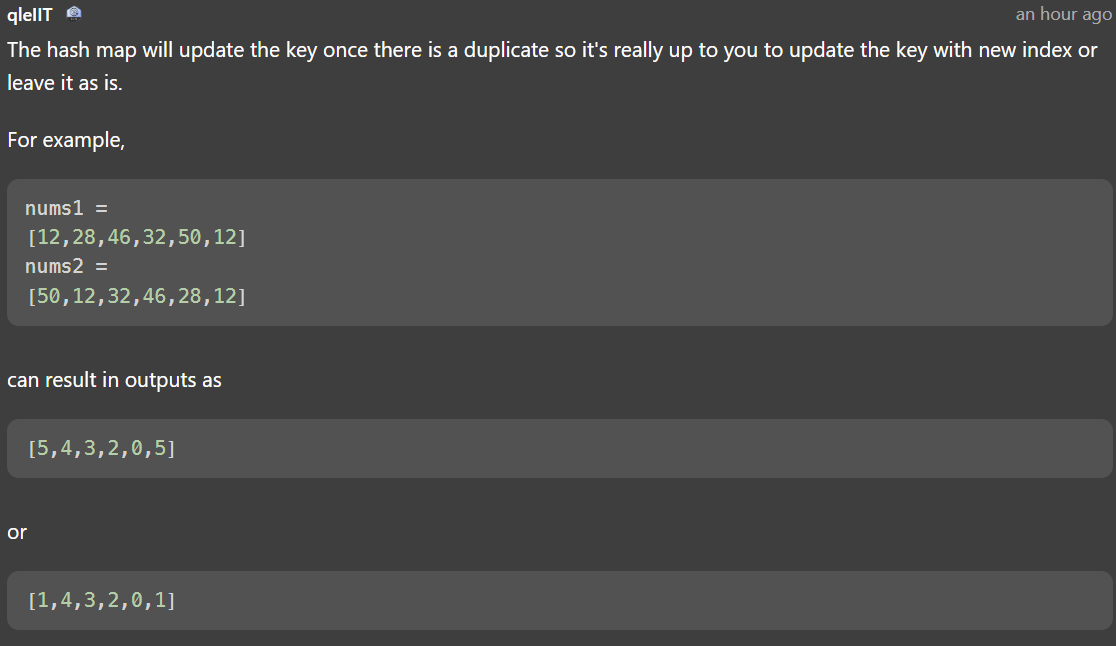 qleIIT
an hour ago
The hash map will update the key once there is a duplicate so it's really up to you to update the key with new index or
leave it as is.
For example,
nums1 =
[12,28,46,32,50,12]
nums2 =
[50,12,32,46,28,12]
can result in outputs as
[5,4,3,2,0,5]
or
[1,4,3,2,0,1]